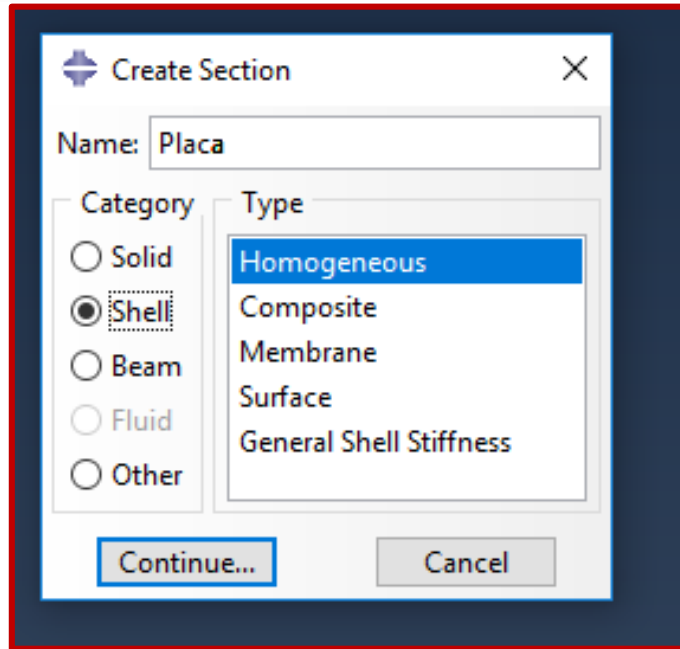 Create Section
Name: Placa
Category
Type
Solid
Shell
Beam
Fluid
Other
Homogeneous
Composite
Membrane
Surface
General Shell Stiffness
Continue...
Cancel